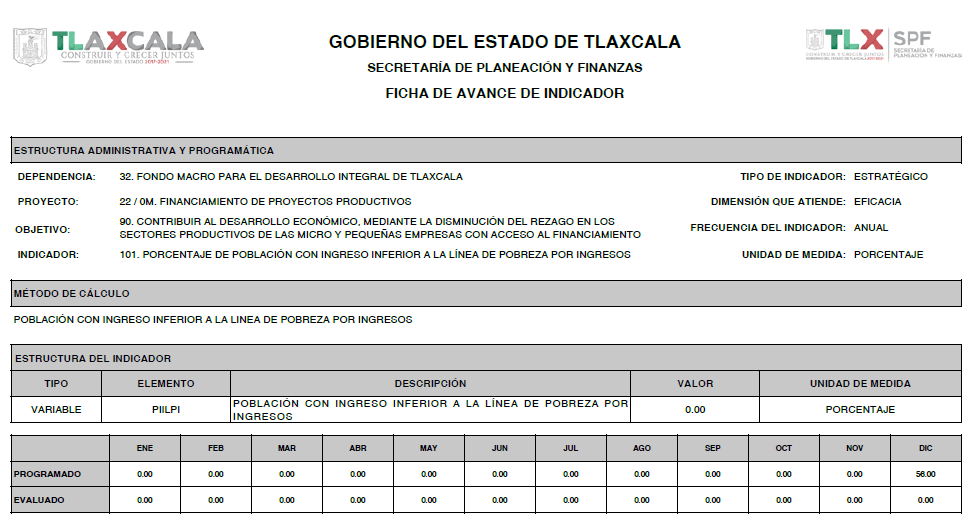 TLAXCALA
CONSTRUIR Y CRECER JUNTOS
GOBIERNO DEL ESTADO 2017-2021
GOBIERNO DEL ESTADO DE TLAXCALA
SECRETARÍA DE PLANEACIÓN Y FINANZAS
FICHA DE AVANCE DE INDICADOR
TLX
CONSTRUIR Y CRECER JUNTOS
GOBIERNO DEL ESTADO DE TLAXCALA 2017-2021
SPF
SECRETARÍA DE
PLANEACIÓN Y FINANZAS
ESTRUCTURA ADMINISTRATIVA Y PROGRAMÁTICA
DEPENDENCIA: 32. FONDO MACRO PARA EL DESARROLLO INTEGRAL DE TLAXCALA TIPO DE INDICADOR: ESTRATÉGICO
PROYECTO: 22 / 0M. FINANCIAMIENTO DE PROYECTOS PRODUCTIVOS DIMENSIÓN QUE ATIENDE: EFICACIA
OBJETIVO: 90. CONTRIBUIR AL DESARROLLO ECONÓMICO, MEDIANTE LA DISMINUCIÓN DEL REZAGO EN LOS
SECTORES PRODUCTIVOS DE LAS MICRO Y PEQUEÑAS EMPRESAS CON ACCESO AL FINANCIAMIENTO FRECUENCIA DEL INDICADOR: ANUAL
INDICADOR: 101. PORCENTAJE DE POBLACIÓN CON INGRESO INFERIOR A LA LÍNEA DE POBREZA POR INGRESOS UNIDAD DE MEDIDA: PORCENTAJE
MÉTODO DE CÁLCULO
POBLACIÓN CON INGRESO INFERIOR A LA LINEA DE POBREZA POR INGRESOS
ESTRUCTURA DEL INDICADOR
TIPO ELEMENTO DESCRIPCIÓN VALOR UNIDAD DE MEDIDA
VARIABLE PIILPI POBLACIÓN CON INGRESO INFERIOR A LA LÍNEA DE POBREZA POR
INGRESOS 0.00 PORCENTAJE
ENE FEB MAR ABR MAY JUN JUL AGO SEP OCT NOV DIC
PROGRAMADO 0.00 0.00 0.00 0.00 0.00 0.00 0.00 0.00 0.00 0.00 0.00 56.00
EVALUADO 0.00 0.00 0.00 0.00 0.00 0.00 0.00 0.00 0.00 0.00 0.00 0.00